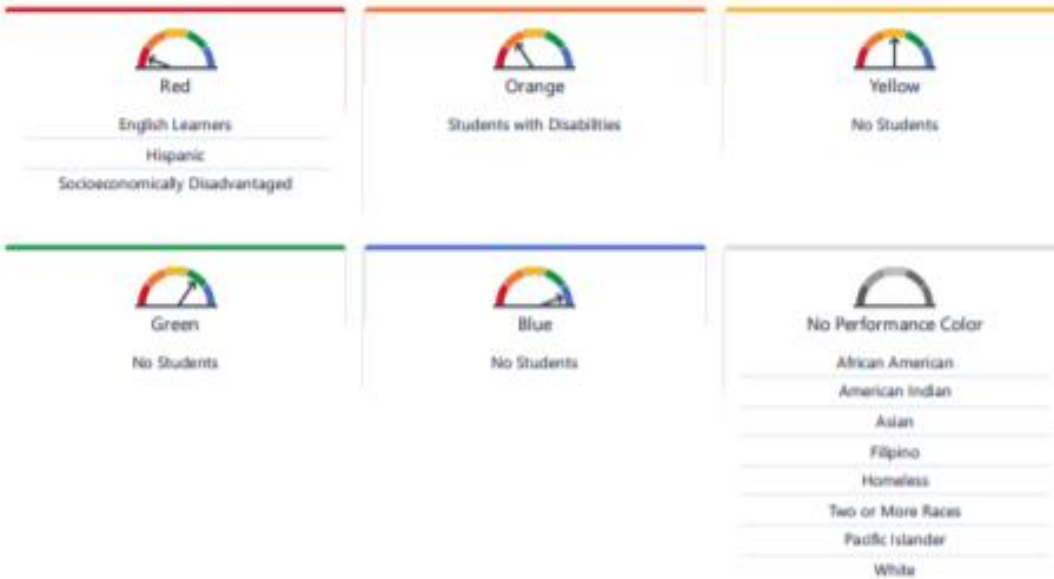 Red
English Learners
Hispanic
Socioeconomically Disadvantaged
Orange
Students with Disabilities
Yellow
No Students
Green
No Students
Blue
No Students
No Performance Color
African American
American Indian
Asian
Filipino
Homeless
Two or More Races
Pacific Islander
White